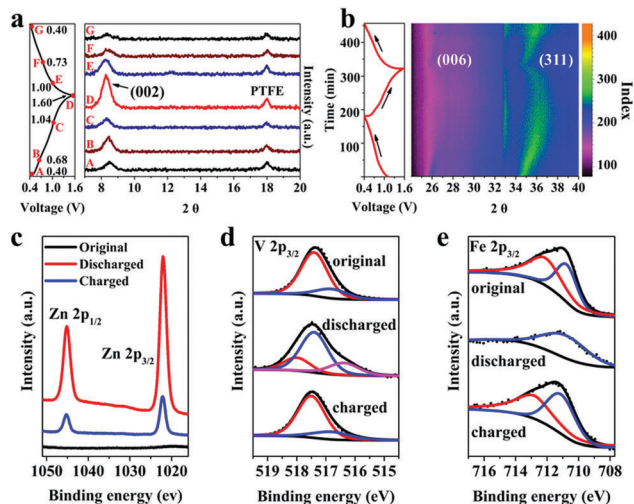 a
G 0.40
F 0.73
1.00 E
1.60
D
1.04 C
B 0.68
A 0.40
0.4 1.0 1.6
Voltage (V)
G
F
E
D
C
B
A
(002)
PTFE
8 10 12 14 16 18 20
2 θ
Intensity (a.u.)
b
Time (min)
0 100 200 300 400
0.4 1.0 1.6
Voltage (V)
(006)
(311)
26 28 30 32 34 36 38 40
2 θ
400
300
200
100
Index
c
Original
Discharged
Charged
Zn 2p1/2
Zn 2p3/2
Intensity (a.u.)
1050 1040 1030 1020
Binding energy (ev)
d
V 2p3/2
original
discharged
charged
Intensity (a.u.)
519 518 517 516 515
Binding energy (eV)
e
Fe 2p3/2
original
discharged
charged
Intensity (a.u.)
716 714 712 710 708
Binding energy (eV)